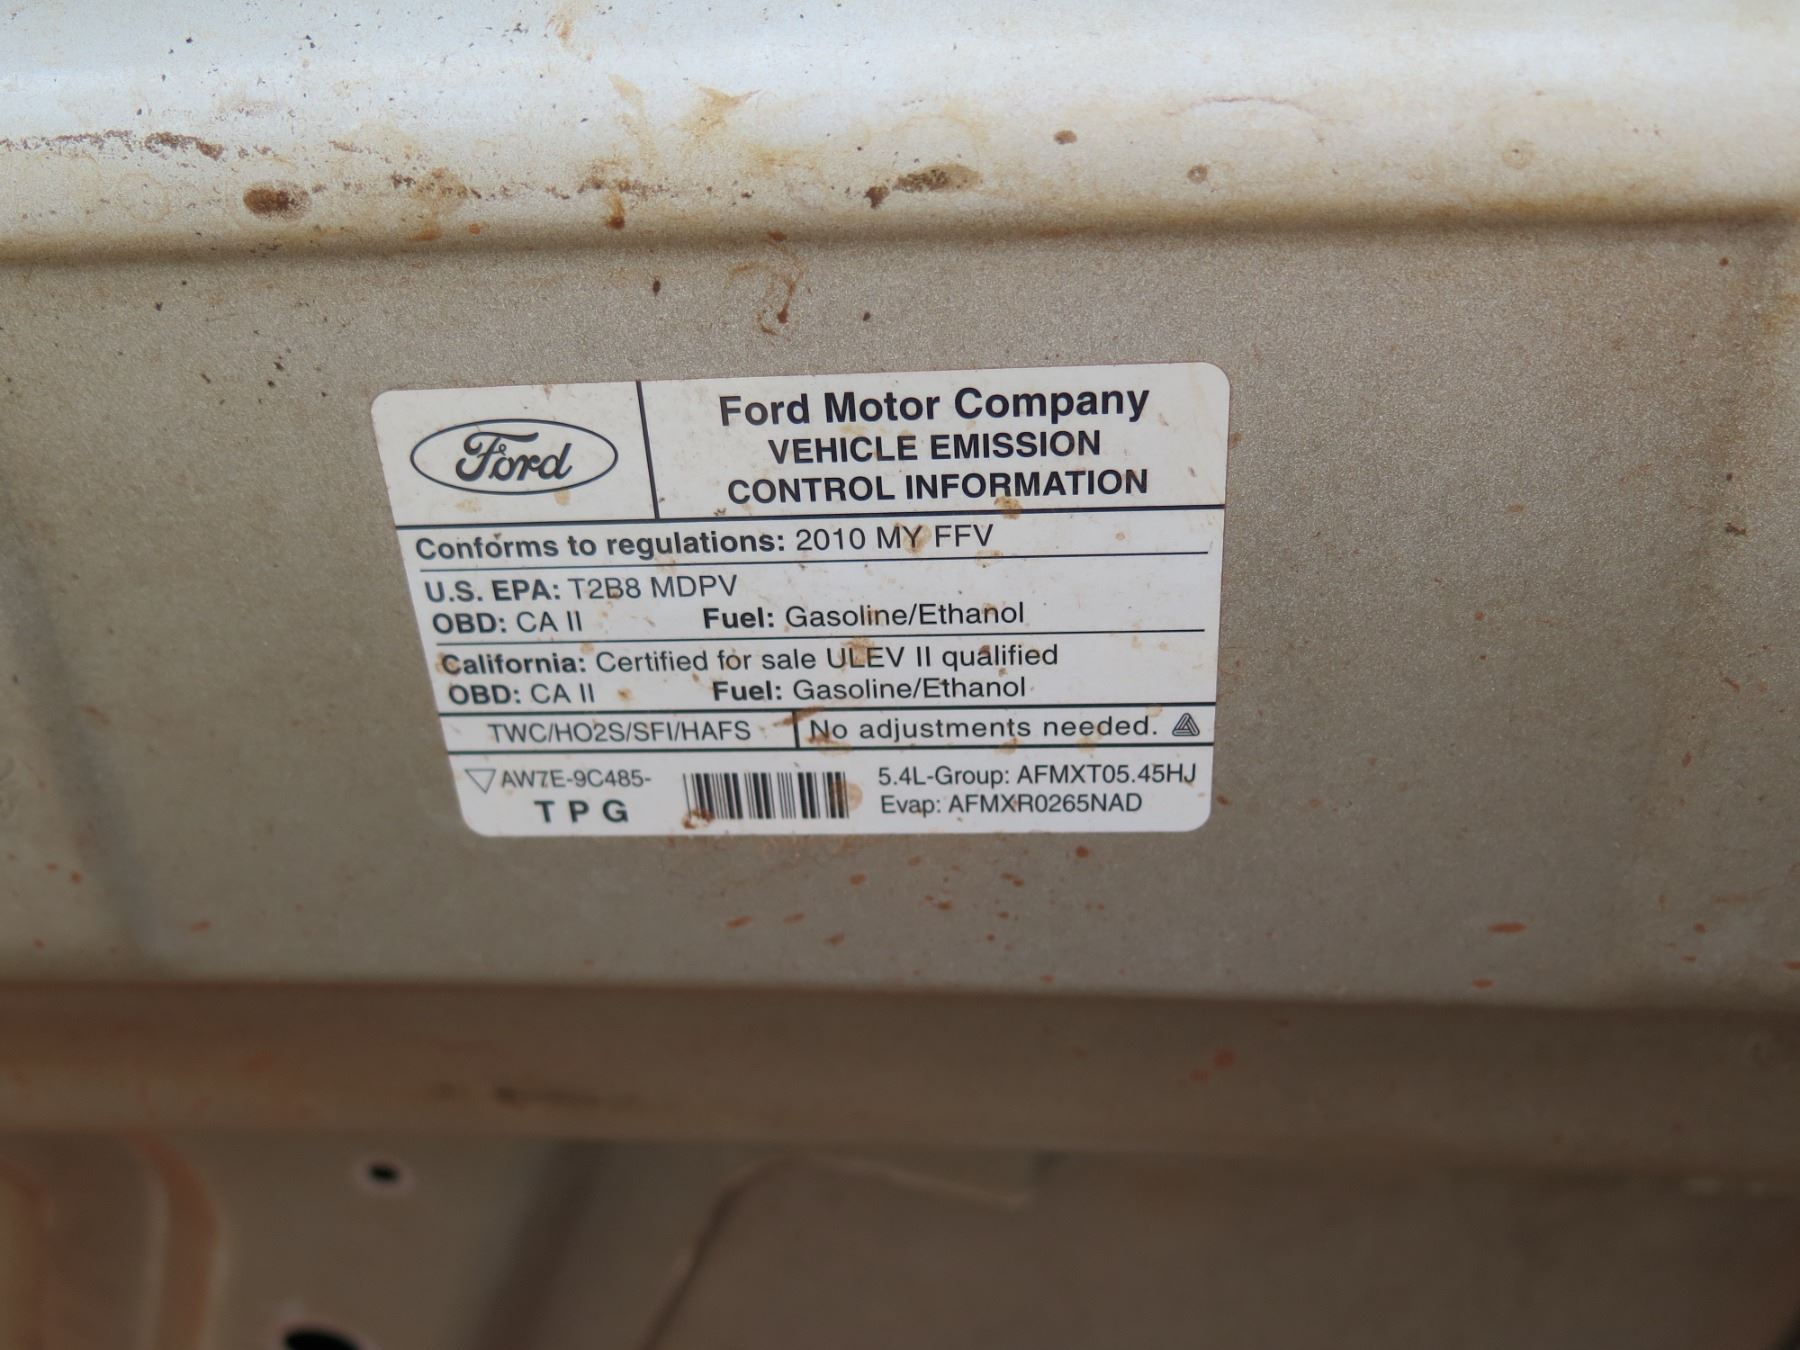 Ford
Ford Motor Company
VEHICLE EMISSION
CONTROL INFORMATION
Conforms to regulations: 2010 MY FFV
U.S. EPA: T2B8 MDPV
OBD: CA II Fuel: Gasoline/Ethanol
California: Certified for sale ULEV II qualified
OBD: CA II Fuel: Gasoline/Ethanol
TWC/HO2S/SFI/HAFS No adjustments needed.
AW7E-9C485-
TPG
5.4L-Group: AFMXT05.45HJ
Evap: AFMXR0265NAD